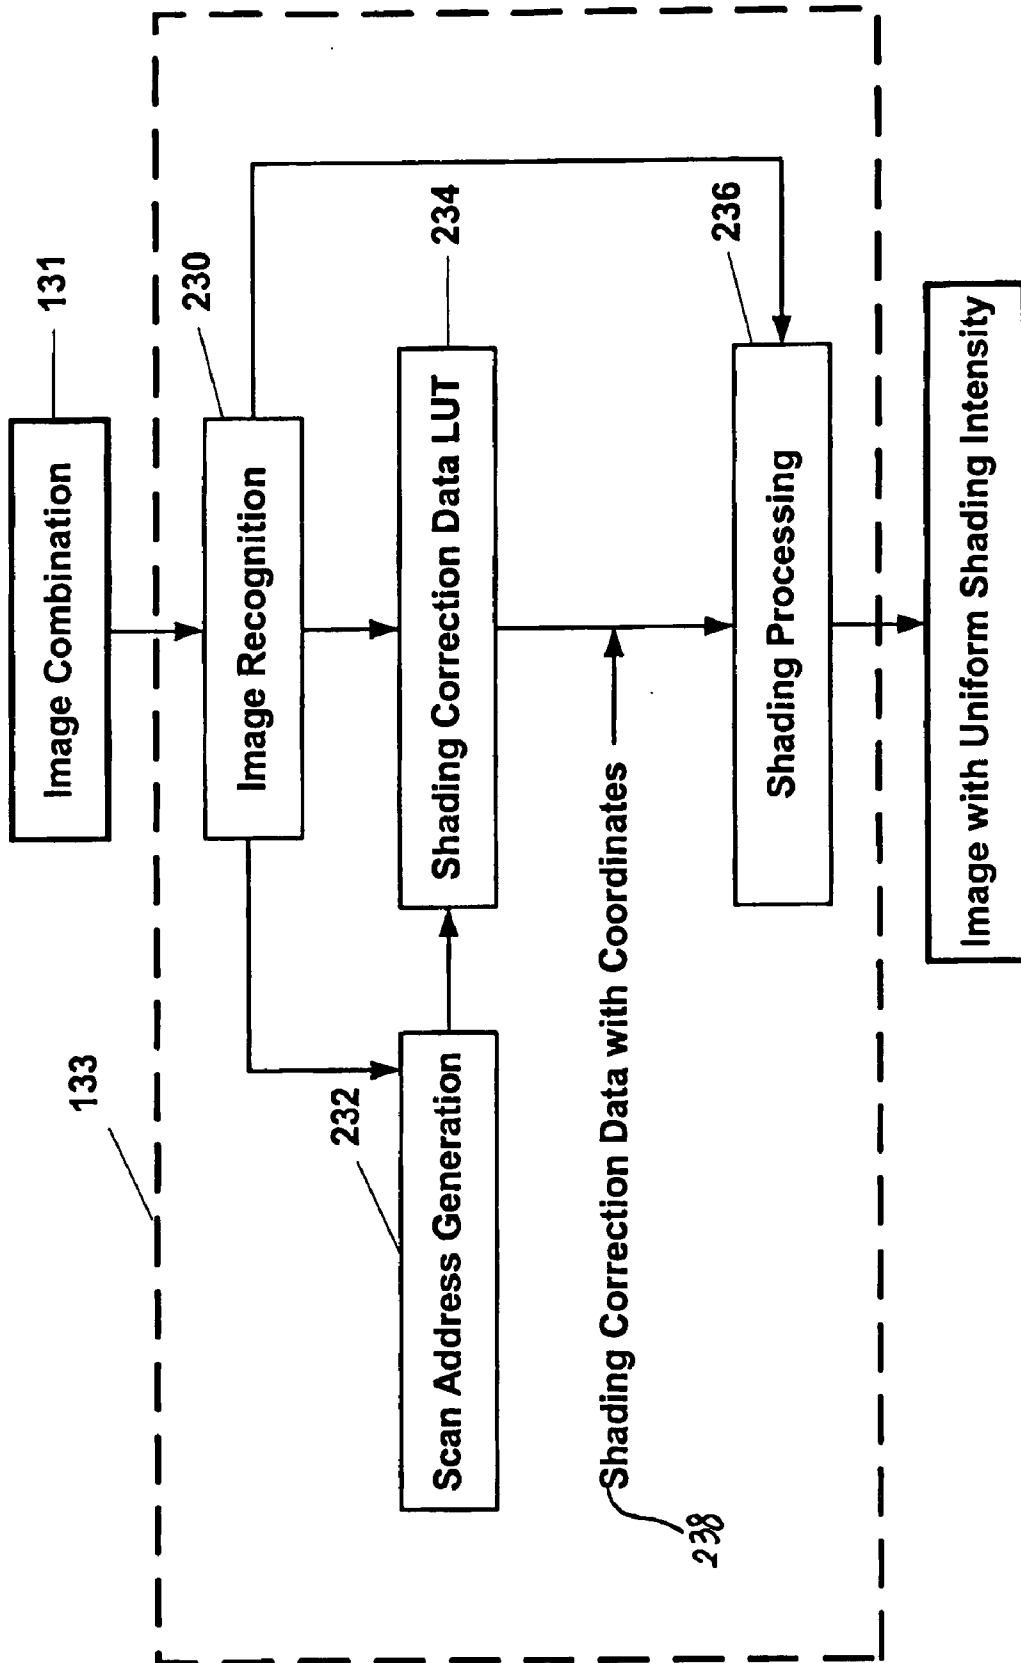 Image Combination
131
133
Image Recognition
230
Scan Address Generation
232
Shading Correction Data LUT
234
Shading Correction Data with Coordinates
238
Shading Processing
236
Image with Uniform Shading Intensity